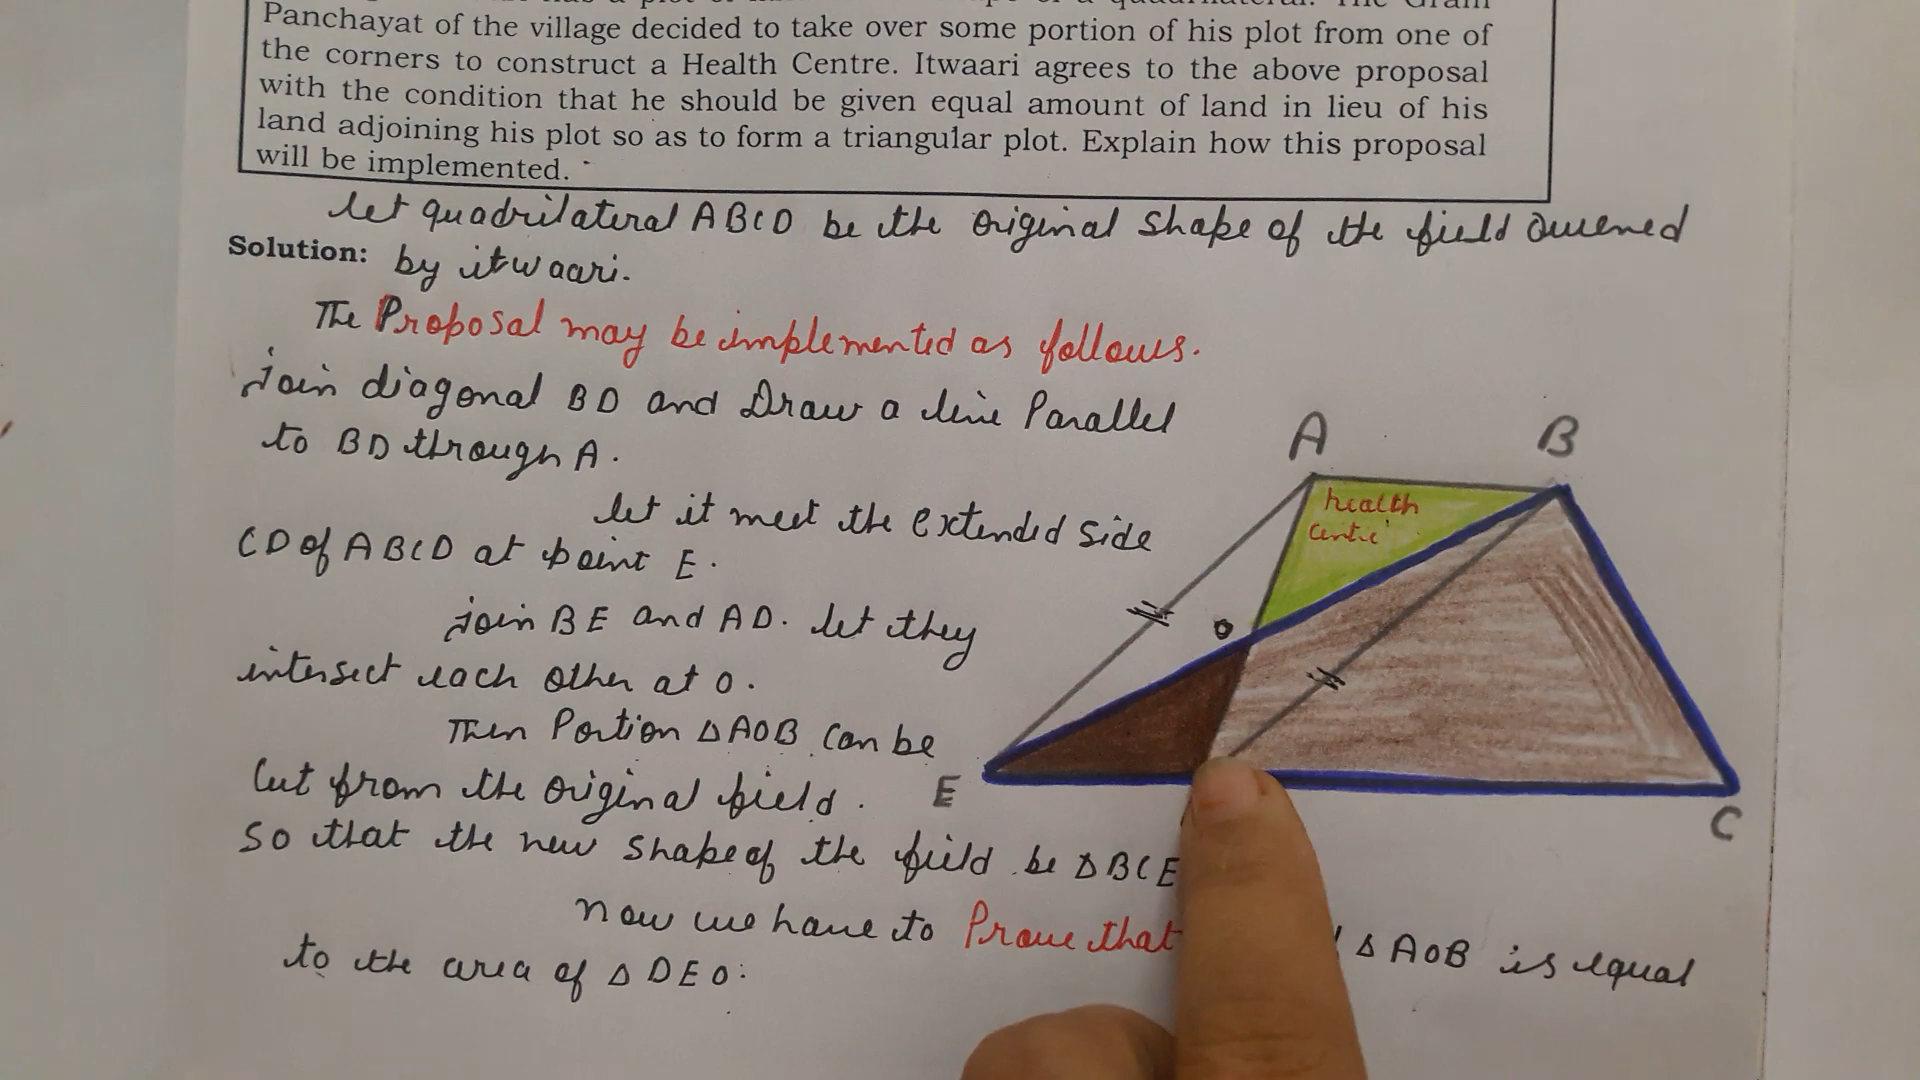 Panchayat of the village decided to take over some portion of his plot from one of
the corners to construct a Health Centre. Itwaari agrees to the above proposal
with the condition that he should be given equal amount of land in lieu of his
land adjoining his plot so as to form a triangular plot. Explain how this proposal
will be implemented.
let quadrilateral ABCD be the original shape of the field owened
Solution: by itwaari.
The Proposal may be implemented as follows.
join diagonal BD and Draw a line Parallel
to BD through A.
let it meet the extended side
CD of ABCD at point E.
join BE and AD. let they
intersect each other at O.
Then Portion △AOB can be
cut from the original field.
So that the new shape of the field be △BCE
now we have to Prove that △AOB is equal
to the area of △DEO.
A
B
health
centre
O
E
C